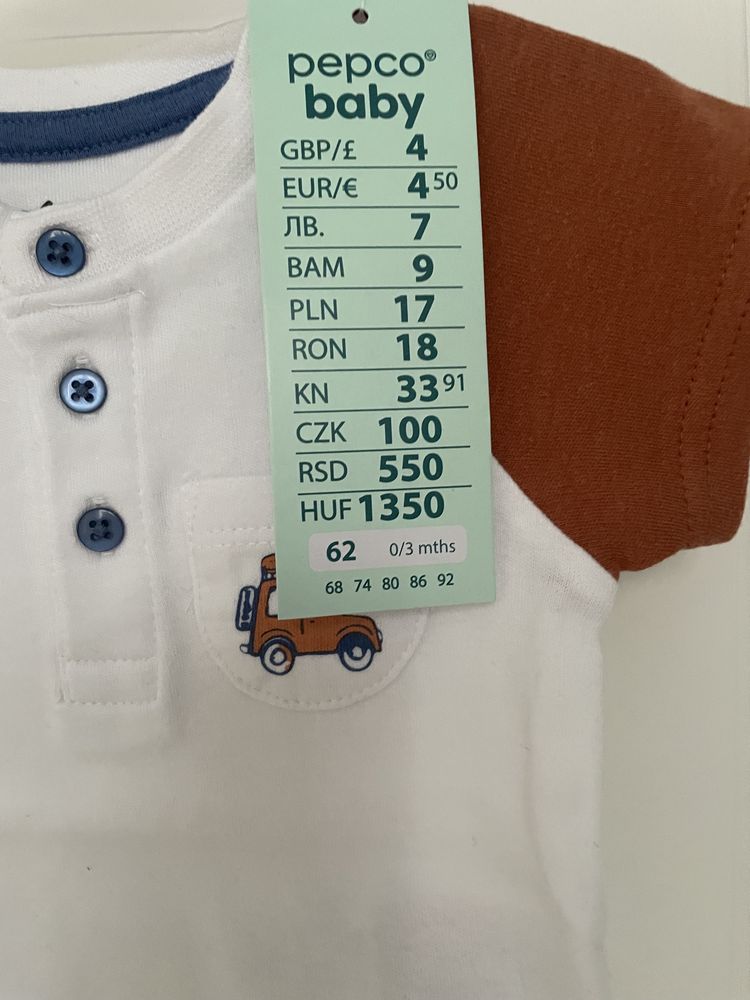 pepco®
baby
GBP/£ 4
EUR/€ 4 50
ЛВ. 7
BAM 9
PLN 17
RON 18
KN 33 91
CZK 100
RSD 550
HUF 1350
62 0/3 mths
68 74 80 86 92